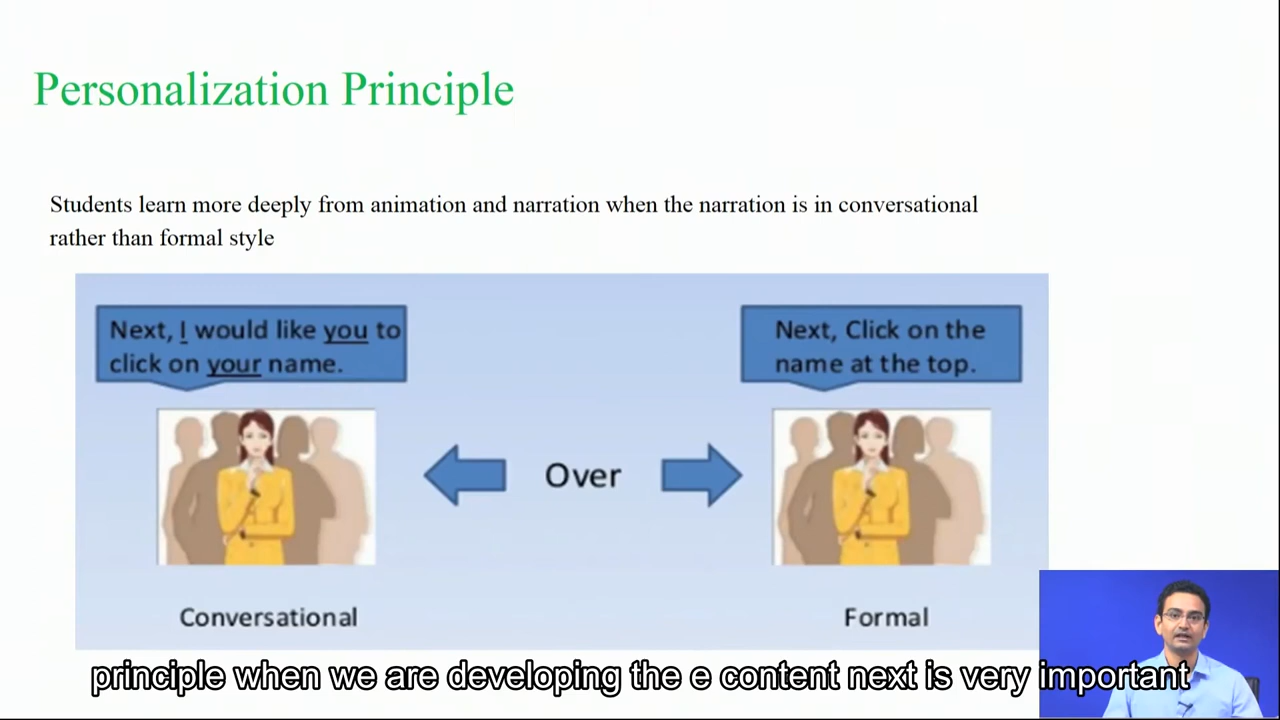 Personalization Principle
Students learn more deeply from animation and narration when the narration is in conversational
rather than formal style
Next, I would like you to
click on your name.
Next, Click on the
name at the top.
Over
Conversational
Formal
principle when we are developing the e content next is very important